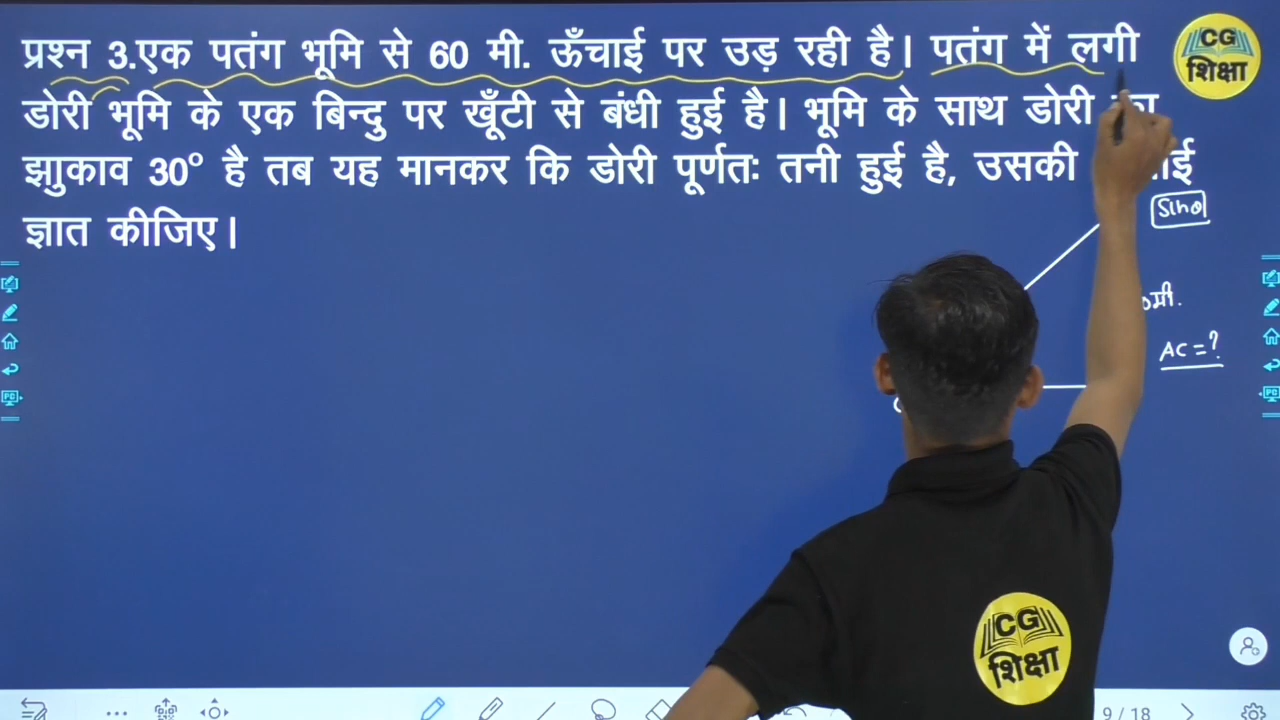 प्रश्न 3.एक पतंग भूमि से 60 मी. ऊँचाई पर उड़ रही है। पतंग में लगी
डोरी भूमि के एक बिन्दु पर खूँटी से बंधी हुई है। भूमि के साथ डोरी
झाुकाव 30° है तब यह मानकर कि डोरी पूर्णतः तनी हुई है, उसकी
ज्ञात कीजिए।
CG
शिक्षा
Sinθ
मी.
AC = ?
CG
शिक्षा
9 / 18